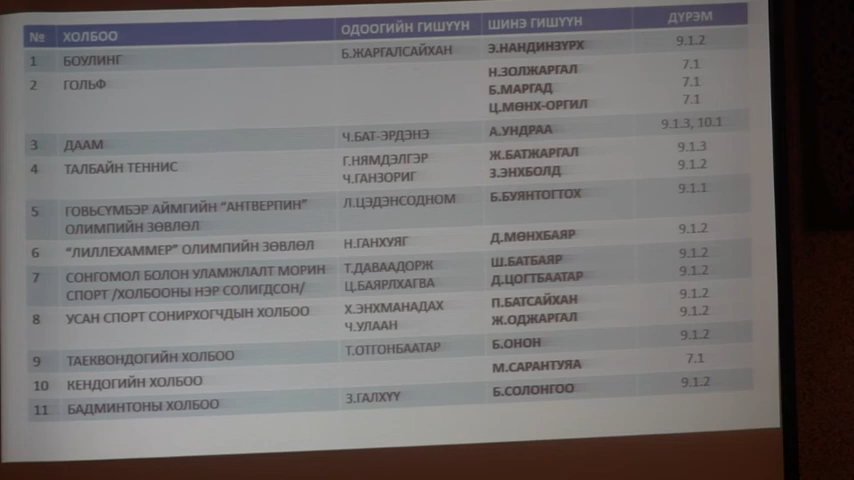 № ХОЛБОО ОДООГИЙН ГИШҮҮН ШИНЭ ГИШҮҮН ДҮРЭМ
1 БОУЛИНГ Б.ЖАРГАЛСАЙХАН Э.НАНДИНЗҮРХ 9.1.2
2 ГОЛЬФ Н.ЗОЛЖАРГАЛ 7.1
Б.МАРГАД 7.1
Ц.МӨНХ-ОРГИЛ 7.1
3 ДААМ Ч.БАТ-ЭРДЭНЭ А.УНДРАА 9.1.3, 10.1
4 ТАЛБАЙН ТЕННИС Г.НЯМДЭЛГЭР Ж.БАТЖАРГАЛ 9.1.3
Ч.ГАНЗОРИГ З.ЭНХБОЛД 9.1.2
5 ГОВЬСҮМБЭР АЙМГИЙН "АНТВЕРПИН" Л.ЦЭДЭНСОДНОМ Б.БУЯНТОГТОХ 9.1.1
ОЛИМПИЙН ЗӨВЛӨЛ
6 "ЛИЛЛЕХАММЕР" ОЛИМПИЙН ЗӨВЛӨЛ Н.ГАНХУЯГ Д.МӨНХБАЯР 9.1.2
7 СОНГОМОЛ БОЛОН УЛАМЖЛАЛТ МОРИН Т.ДАВААДОРЖ Ш.БАТБАЯР 9.1.2
СПОРТ /ХОЛБООНЫ НЭР СОЛИГДСОН/ Ц.БАЯРЛХАГВА Д.ЦОГТБААТАР 9.1.2
8 УСАН СПОРТ СОНИРХОГЧДЫН ХОЛБОО Х.ЭНХМАНАДАХ П.БАТСАЙХАН 9.1.2
Ч.УЛААН Ж.ОДЖАРГАЛ 9.1.2
9 ТАЕКВОНДОГИЙН ХОЛБОО Т.ОТГОНБААТАР Б.ОНОН 9.1.2
10 КЕНДОГИЙН ХОЛБОО М.САРАНТУЯА 7.1
11 БАДМИНТОНЫ ХОЛБОО З.ГАЛХҮҮ Б.СОЛОНГОО 9.1.2